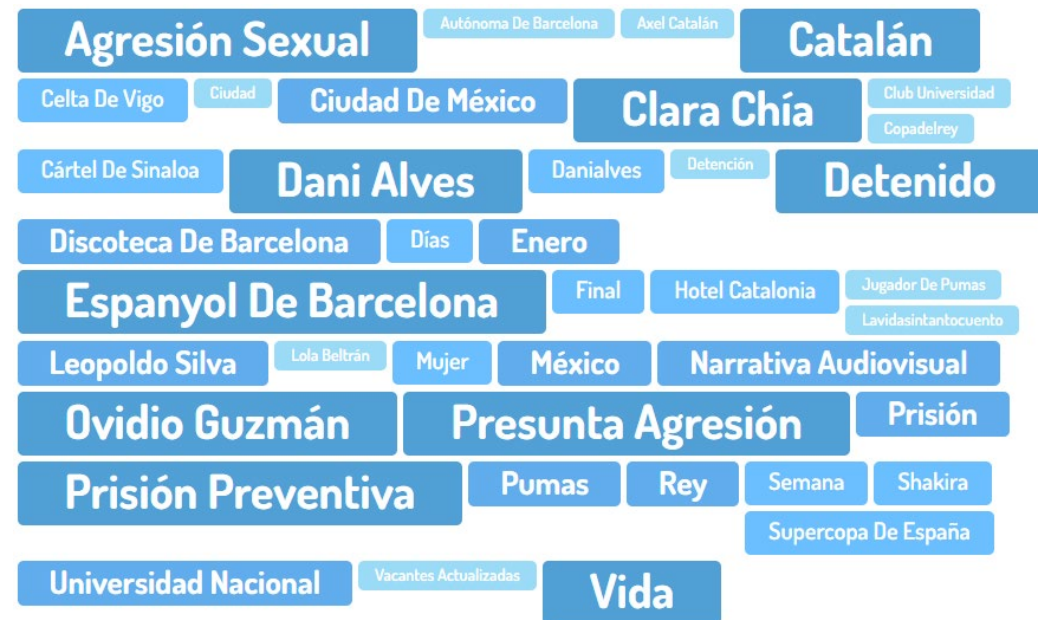 Agresión Sexual
Autónoma De Barcelona
Axel Catalán
Catalán
Celta De Vigo
Ciudad
Ciudad De México
Clara Chía
Club Universidad
Copadelrey
Cártel De Sinaloa
Dani Alves
Danialves
Detención
Detenido
Discoteca De Barcelona
Días
Enero
Espanyol De Barcelona
Final
Hotel Catalonia
Jugador De Pumas
Lavidasintantocuento
Leopoldo Silva
Lola Beltrán
Mujer
México
Narrativa Audiovisual
Ovidio Guzmán
Presunta Agresión
Prisión
Prisión Preventiva
Pumas
Rey
Semana
Shakira
Supercopa De España
Universidad Nacional
Vacantes Actualizadas
Vida